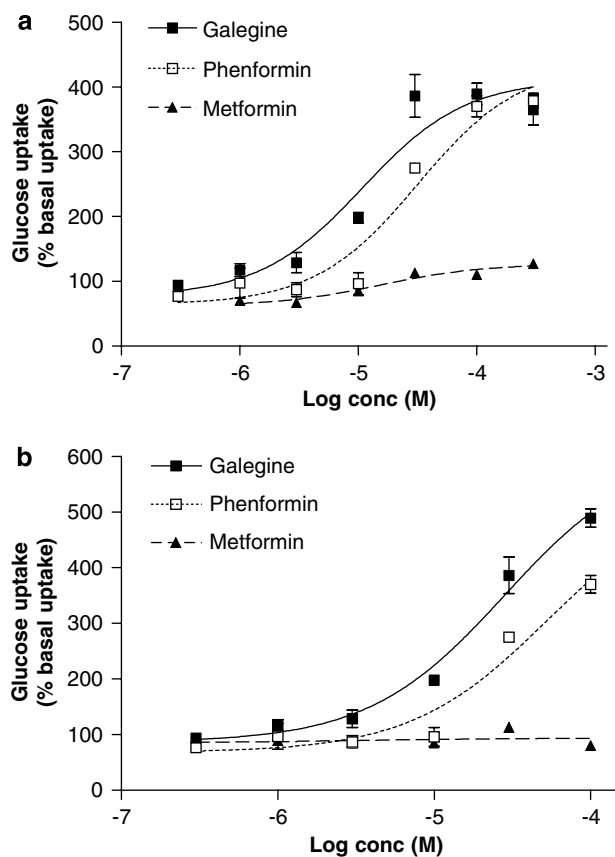 a
500
400
300
200
100
0
Glucose uptake
(% basal uptake)
Galegine
Phenformin
Metformin
-7
-6
-5
-4
-3
Log conc (M)
b
600
500
400
300
200
100
0
Glucose uptake
(% basal uptake)
Galegine
Phenformin
Metformin
-7
-6
-5
-4
Log conc (M)